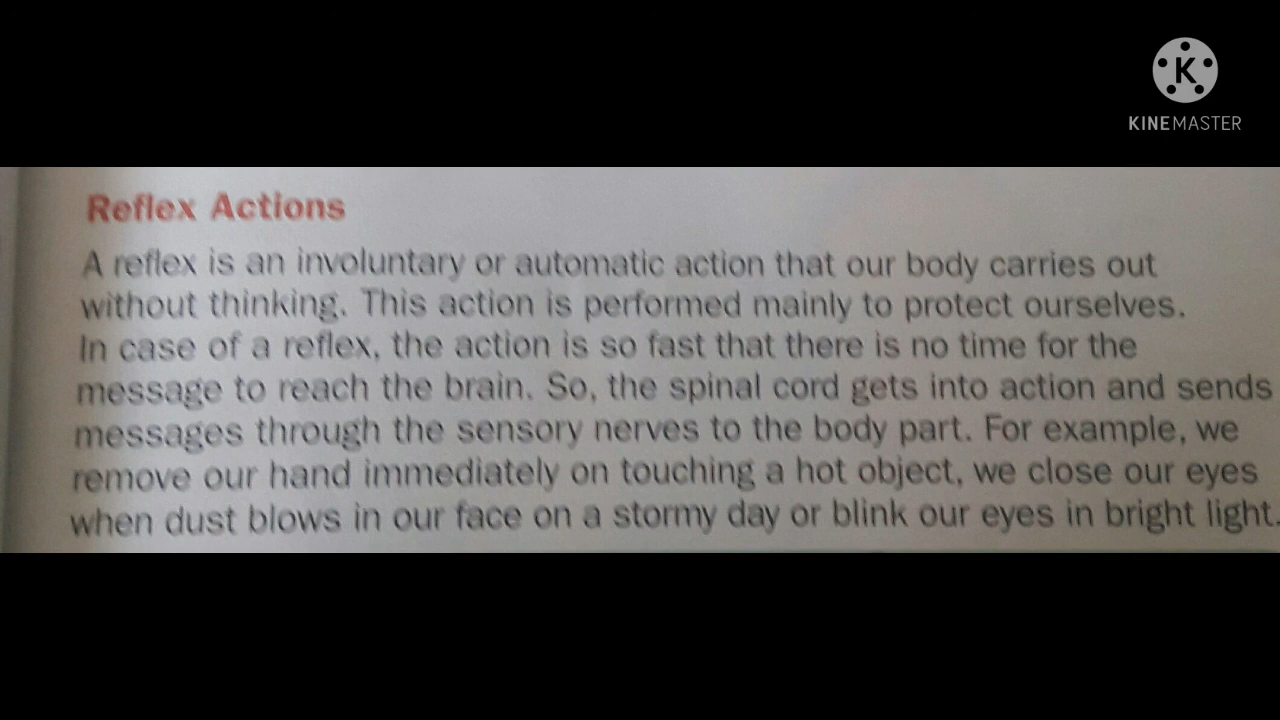 KINEMASTER
Reflex Actions
A reflex is an involuntary or automatic action that our body carries out
without thinking. This action is performed mainly to protect ourselves.
In case of a reflex, the action is so fast that there is no time for the
message to reach the brain. So, the spinal cord gets into action and sends
messages through the sensory nerves to the body part. For example, we
remove our hand immediately on touching a hot object, we close our eyes
when dust blows in our face on a stormy day or blink our eyes in bright light.